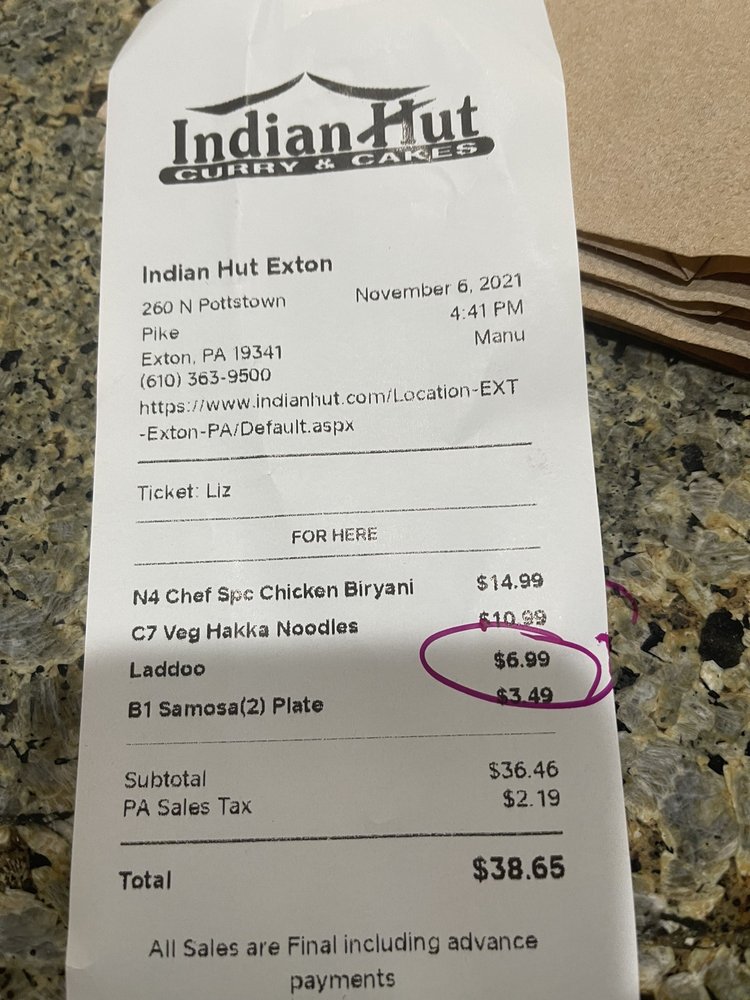 Indian Hut
CURRY & CAKES
Indian Hut Exton
260 N Pottstown
Pike
Exton, PA 19341
(610) 363-9500
November 6, 2021
4:41 PM
Manu
https://www.indianhut.com/Location-EXT
-Exton-PA/Default.aspx
Ticket: Liz
FOR HERE
N4 Chef Spc Chicken Biryani $14.99
C7 Veg Hakka Noodles $10.99
Laddoo $6.99
B1 Samosa(2) Plate $3.49
Subtotal $36.46
PA Sales Tax $2.19
Total $38.65
All Sales are Final including advance
payments